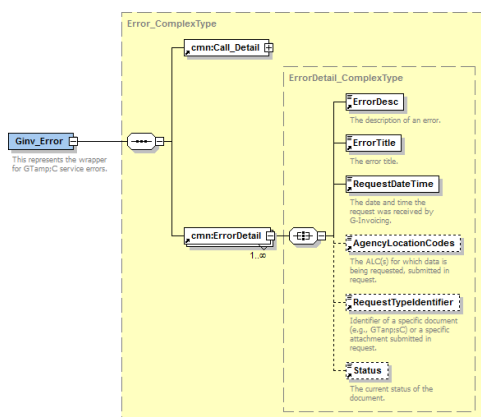 Error_ComplexType
cmn:Call_Detail
ErrorDetail_ComplexType
ErrorDesc
The description of an error.
Ginv_Error
This represents the wrapper
for GTamp;C service errors.
ErrorTitle
The error title.
RequestDateTime
The date and time the
request was received by
G-Invoicing.
cmn:ErrorDetail
1..∞
AgencyLocationCodes
The ALC(s) for which data is
being requested, submitted in
request.
RequestTypeIdentifier
Identifier of a specific document
(e.g., GTanp;sC) or a specific
attachment submitted in
request.
Status
The current status of the
document.